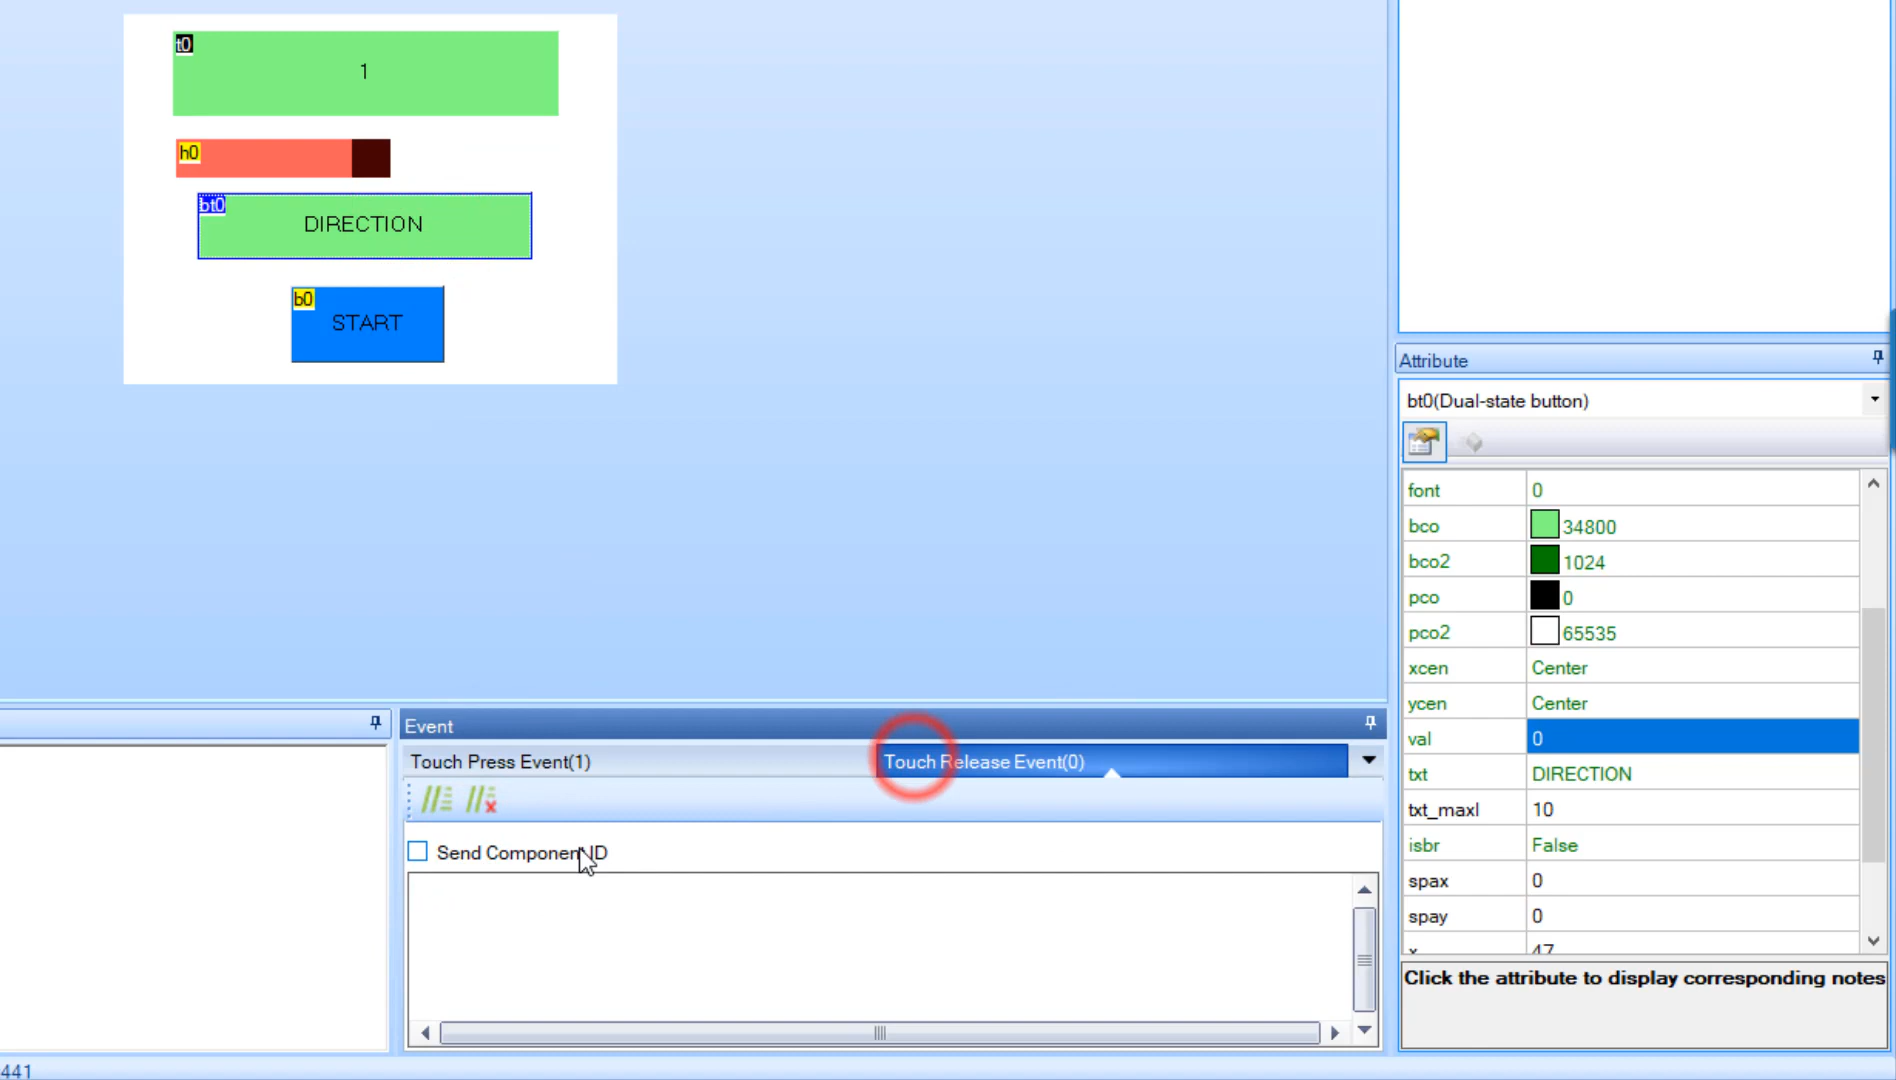 t0
1
h0
bt0
DIRECTION
b0
START
Attribute
bt0(Dual-state button)
font 0
bco 34800
bco2 1024
pco 0
pco2 65535
xcen Center
ycen Center
val 0
txt DIRECTION
txt_maxl 10
isbr False
spax 0
spay 0
x 47
Click the attribute to display corresponding notes
Event
Touch Press Event(1) Touch Release Event(0)
Send Component ID
441